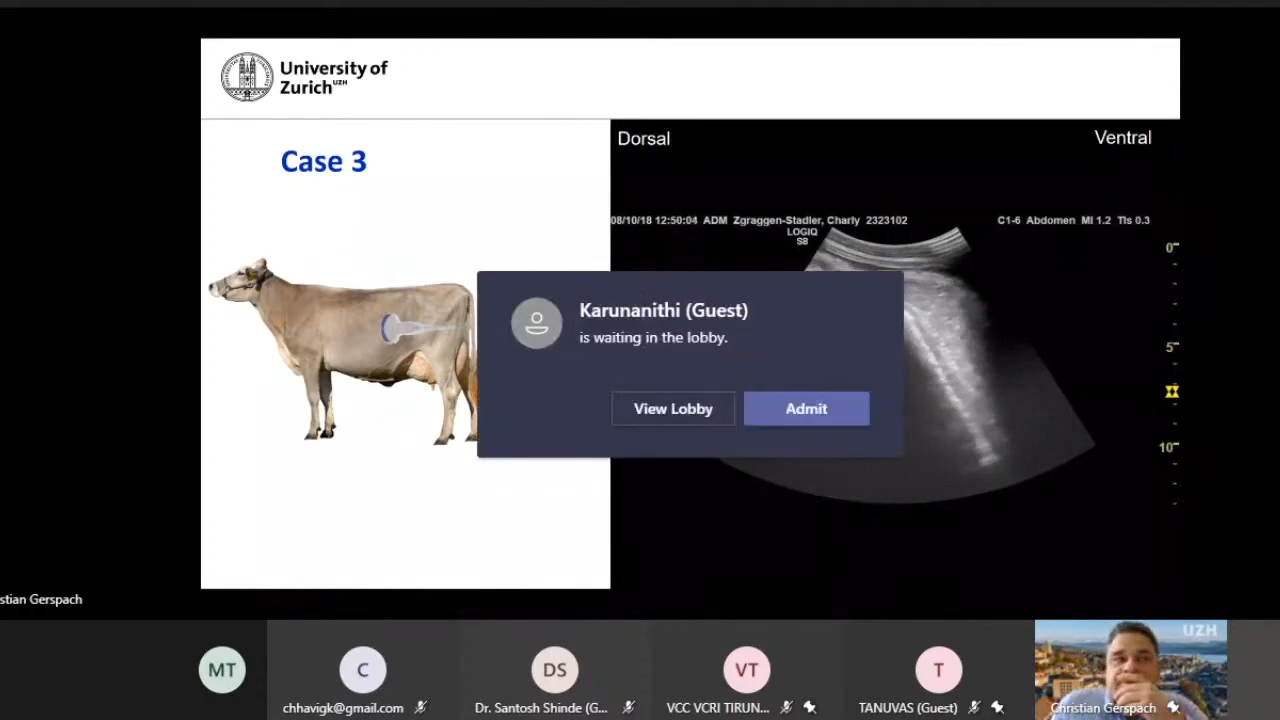 University of
Zurich UZH
Case 3
Dorsal
Ventral
08/10/18 12:50:04 ADM Zgraggen-Stadler, Charly 2323102
C1-6 Abdomen MI 1.2 TIs 0.3
LOGIQ
S8
0
5
10
Karunanithi (Guest)
is waiting in the lobby.
View Lobby
Admit
stian Gerspach
MT
C
DS
VT
T
UZH
chhavigk@gmail.com
Dr. Santosh Shinde (G...
VCC VCRI TIRUN...
TANUVAS (Guest)
Christian Gerspach